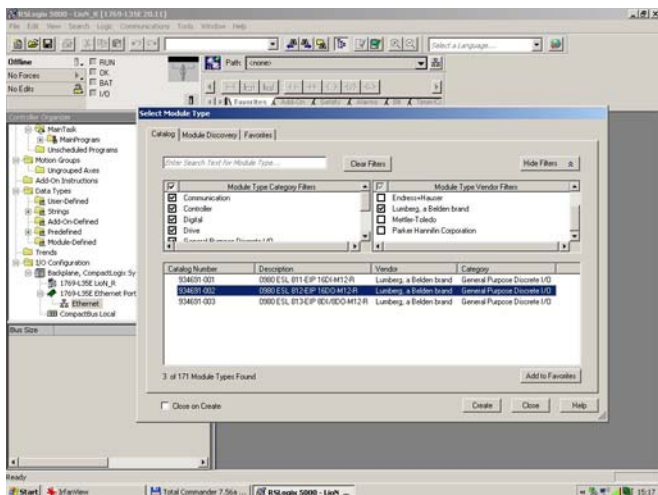 RSLogix 5000 - LioN_R [1769-L35E 20.11]
File Edit View Search Logic Communications Tools Window Help
Select a Language...
Offline
RUN
No Forces
OK
BAT
No Edits
I/O
Path: <none>
Favorites Add-On Safety Alarms Bit
Controller Organizer
MainTask
MainProgram
Unscheduled Programs
Motion Groups
Ungrouped Axes
Add-On Instructions
Data Types
User-Defined
Strings
Add-On-Defined
Predefined
Module-Defined
Trends
I/O Configuration
Backplane, CompactLogix Sy
1769-L35E LioN_R
1769-L35E Ethernet Port
Ethernet
CompactBus Local
Bus Size
Select Module Type
Catalog Module Discovery Favorites
Enter Search Text for Module Type...
Clear Filters
Hide Filters
Module Type Category Filters
Communication
Controller
Digital
Drive
General Purpose Discrete I/O
Module Type Vendor Filters
Endress+Hauser
Lumberg, a Belden brand
Mettler-Toledo
Parker Hannifin Corporation
Catalog Number Description Vendor Category
934691-001 0980 ESL 811-EIP 16DI-M12-R Lumberg, a Belden brand General Purpose Discrete I/O
934691-002 0980 ESL 812-EIP 16DO-M12-R Lumberg, a Belden brand General Purpose Discrete I/O
934691-003 0980 ESL 813-EIP 8DI/8DO-M12-R Lumberg, a Belden brand General Purpose Discrete I/O
3 of 171 Module Types Found
Add to Favorites
Close on Create
Create Close Help
Ready
Start IrfanView Total Commander 7.56a ... RSLogix 5000 - LioN_... 15:17